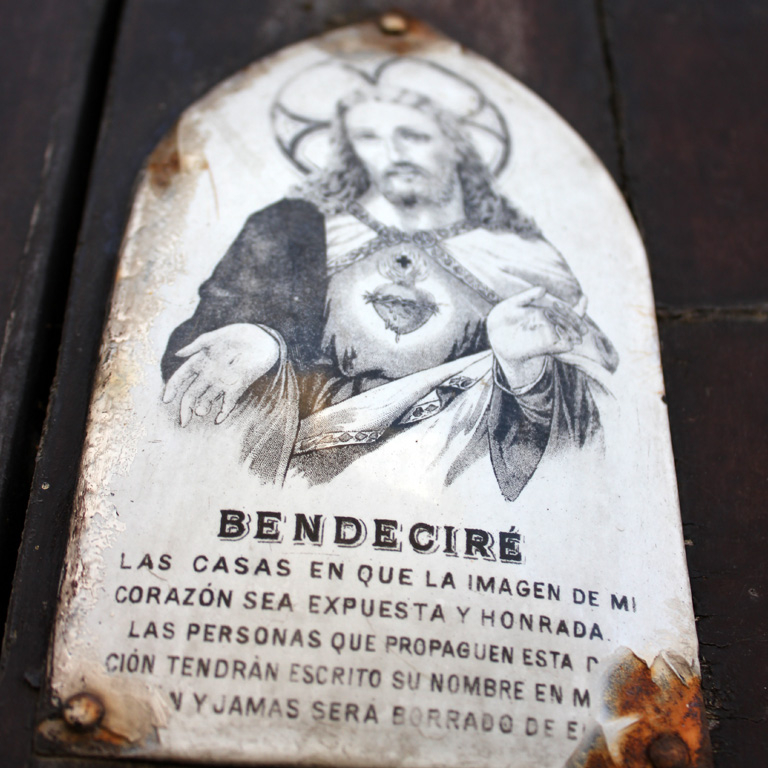 BENDECIRÉ
LAS CASAS EN QUE LA IMAGEN DE MI
CORAZÓN SEA EXPUESTA Y HONRADA.
LAS PERSONAS QUE PROPAGUEN ESTA
CIÓN TENDRÁN ESCRITO SU NOMBRE EN M
N Y JAMAS SERÁ BORRADO DE E